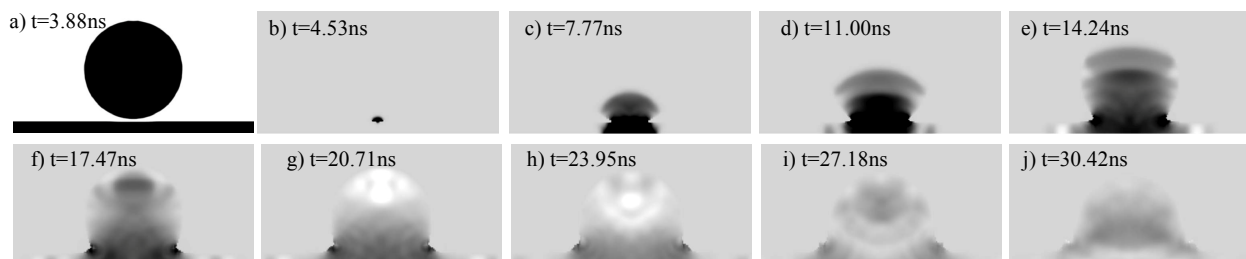 a) t=3.88ns
b) t=4.53ns
c) t=7.77ns
d) t=11.00ns
e) t=14.24ns
f) t=17.47ns
g) t=20.71ns
h) t=23.95ns
i) t=27.18ns
j) t=30.42ns